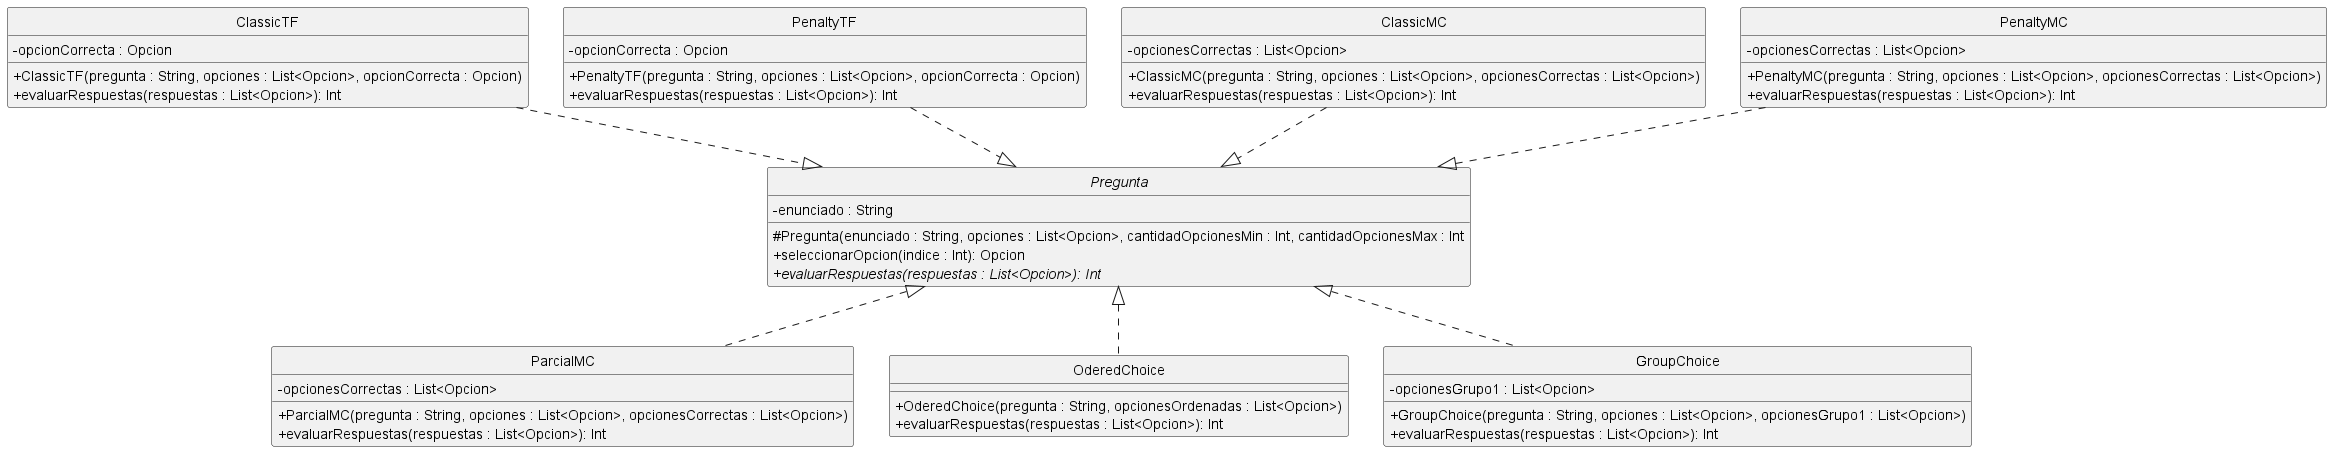 ClassicTF
-opcionCorrecta : Opcion
+ClassicTF(pregunta : String, opciones : List<Opcion>, opcionCorrecta : Opcion)
+evaluarRespuestas(respuestas : List<Opcion>): Int
PenaltyTF
-opcionCorrecta : Opcion
+PenaltyTF(pregunta : String, opciones : List<Opcion>, opcionCorrecta : Opcion)
+evaluarRespuestas(respuestas : List<Opcion>): Int
ClassicMC
-opcionesCorrectas : List<Opcion>
+ClassicMC(pregunta : String, opciones : List<Opcion>, opcionesCorrectas : List<Opcion>)
+evaluarRespuestas(respuestas : List<Opcion>): Int
PenaltyMC
-opcionesCorrectas : List<Opcion>
+PenaltyMC(pregunta : String, opciones : List<Opcion>, opcionesCorrectas : List<Opcion>)
+evaluarRespuestas(respuestas : List<Opcion>): Int
Pregunta
-enunciado : String
#Pregunta(enunciado : String, opciones : List<Opcion>, cantidadOpcionesMin : Int, cantidadOpcionesMax : Int
+seleccionarOpcion(indice : Int): Opcion
+evaluarRespuestas(respuestas : List<Opcion>): Int
ParcialMC
-opcionesCorrectas : List<Opcion>
+ParcialMC(pregunta : String, opciones : List<Opcion>, opcionesCorrectas : List<Opcion>)
+evaluarRespuestas(respuestas : List<Opcion>): Int
OderedChoice
+OderedChoice(pregunta : String, opcionesOrdenadas : List<Opcion>)
+evaluarRespuestas(respuestas : List<Opcion>): Int
GroupChoice
-opcionesGrupo1 : List<Opcion>
+GroupChoice(pregunta : String, opciones : List<Opcion>, opcionesGrupo1 : List<Opcion>)
+evaluarRespuestas(respuestas : List<Opcion>): Int